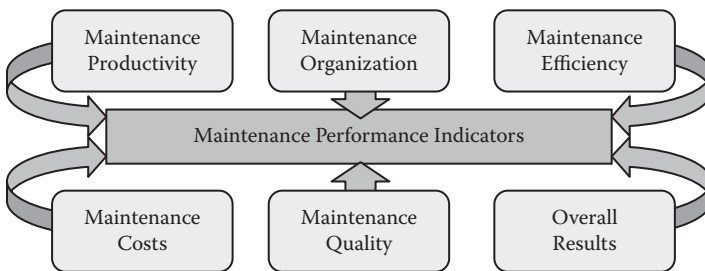 Maintenance
Productivity
Maintenance
Organization
Maintenance
Efficiency
Maintenance Performance Indicators
Maintenance
Costs
Maintenance
Quality
Overall
Results